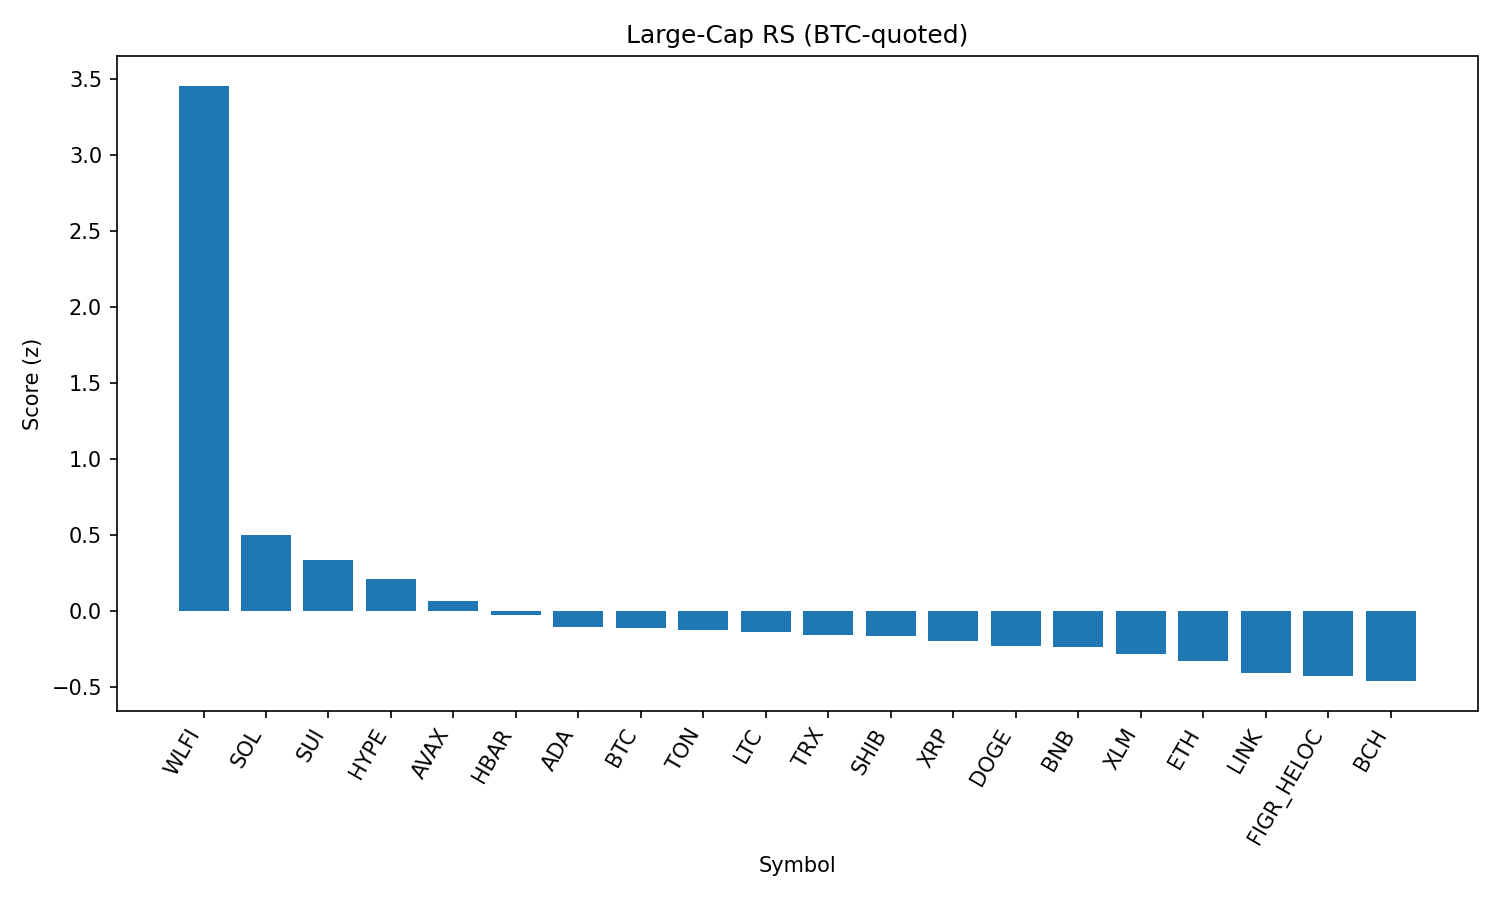 Large-Cap RS (BTC-quoted)
Score (z)
3.5
3.0
2.5
2.0
1.5
1.0
0.5
0.0
−0.5
WLFI
SOL
SUI
HYPE
AVAX
HBAR
ADA
BTC
TON
LTC
TRX
SHIB
XRP
DOGE
BNB
XLM
ETH
LINK
FIGR_HELOC
BCH
Symbol